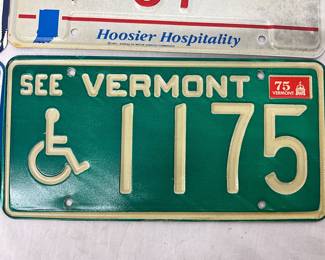 Hoosier Hospitality
SEE VERMONT
75
VERMONT
1175